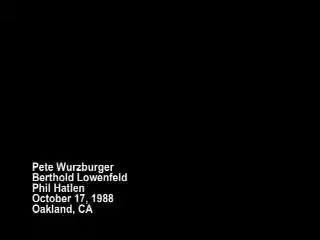 Pete Wurzburger
Berthold Lowenfeld
Phil Hatlen
October 17, 1988
Oakland, CA